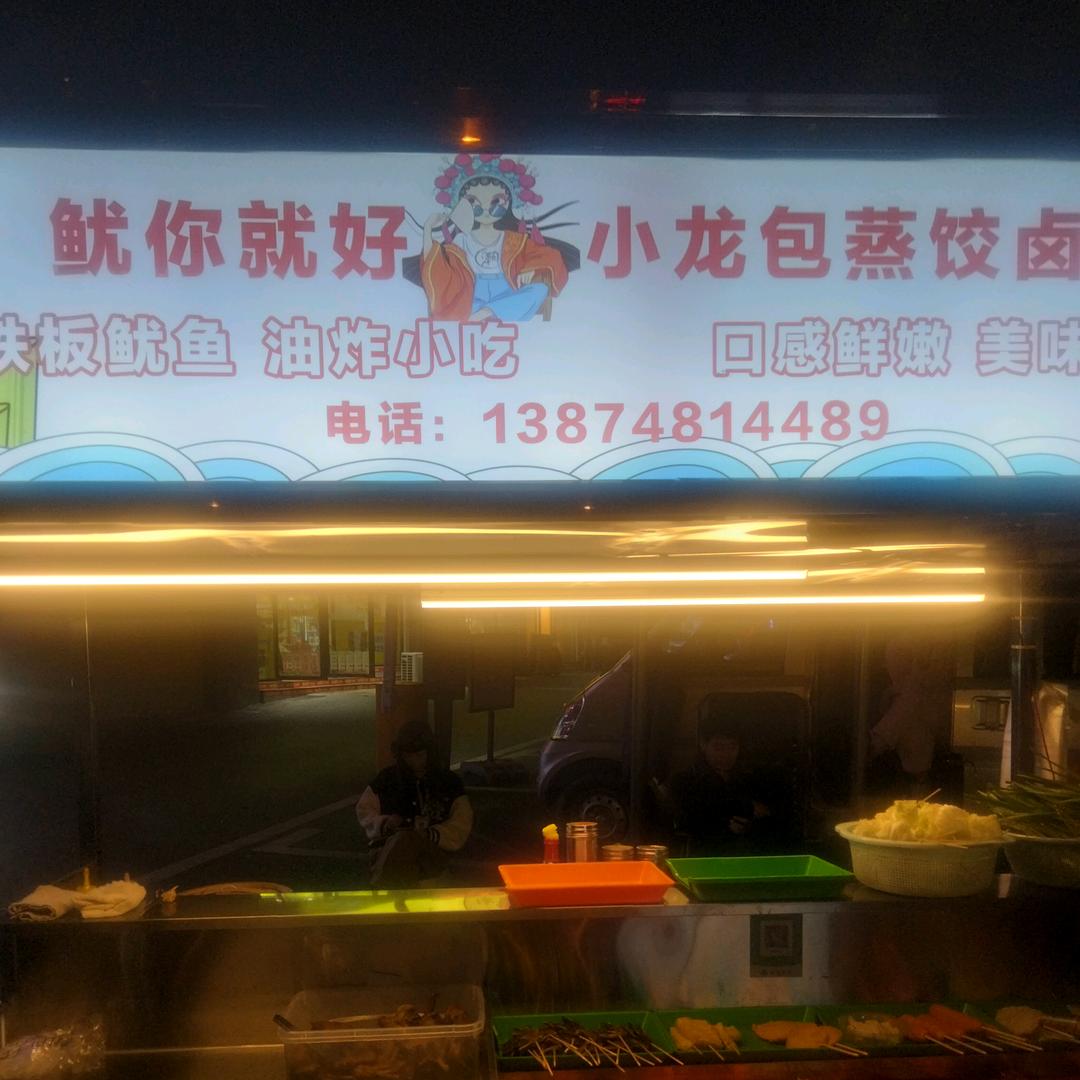 鱿你就好 小龙包蒸饺卤
铁板鱿鱼 油炸小吃 口感鲜嫩 美味
电话：13874814489